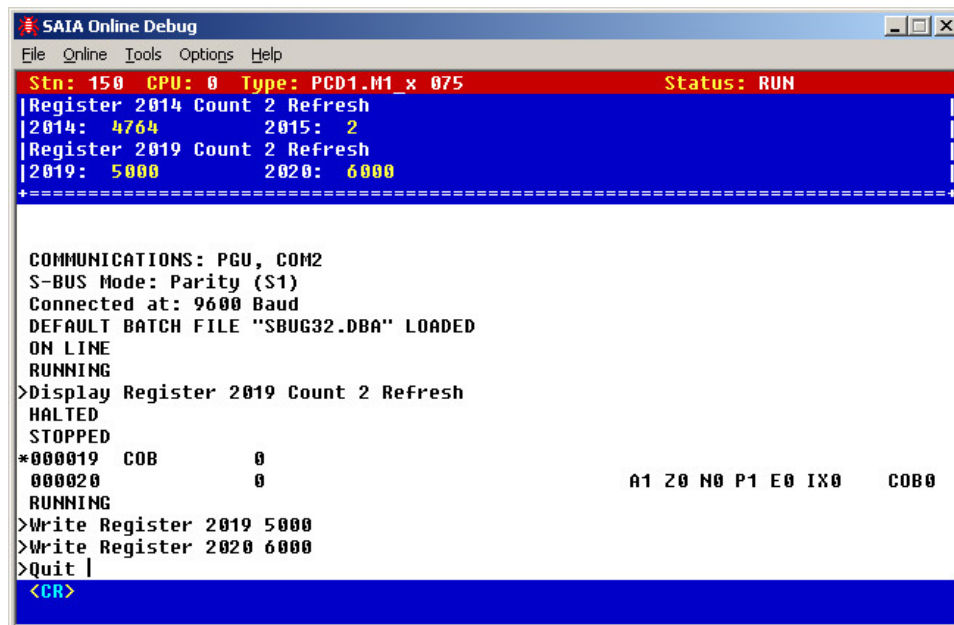 SAIA Online Debug
File Online Tools Options Help
Stn: 150 CPU: 0 Type: PCD1.M1_x 075 Status: RUN
|Register 2014 Count 2 Refresh |
|2014: 4764 2015: 2 |
|Register 2019 Count 2 Refresh |
|2019: 5000 2020: 6000 |
+==============================================================================+
COMMUNICATIONS: PGU, COM2
S-BUS Mode: Parity (S1)
Connected at: 9600 Baud
DEFAULT BATCH FILE "SBUG32.DBA" LOADED
ON LINE
RUNNING
>Display Register 2019 Count 2 Refresh
HALTED
STOPPED
*000019 COB 0
000020 0 A1 Z0 N0 P1 E0 IX0 COB0
RUNNING
>Write Register 2019 5000
>Write Register 2020 6000
>Quit
<CR>